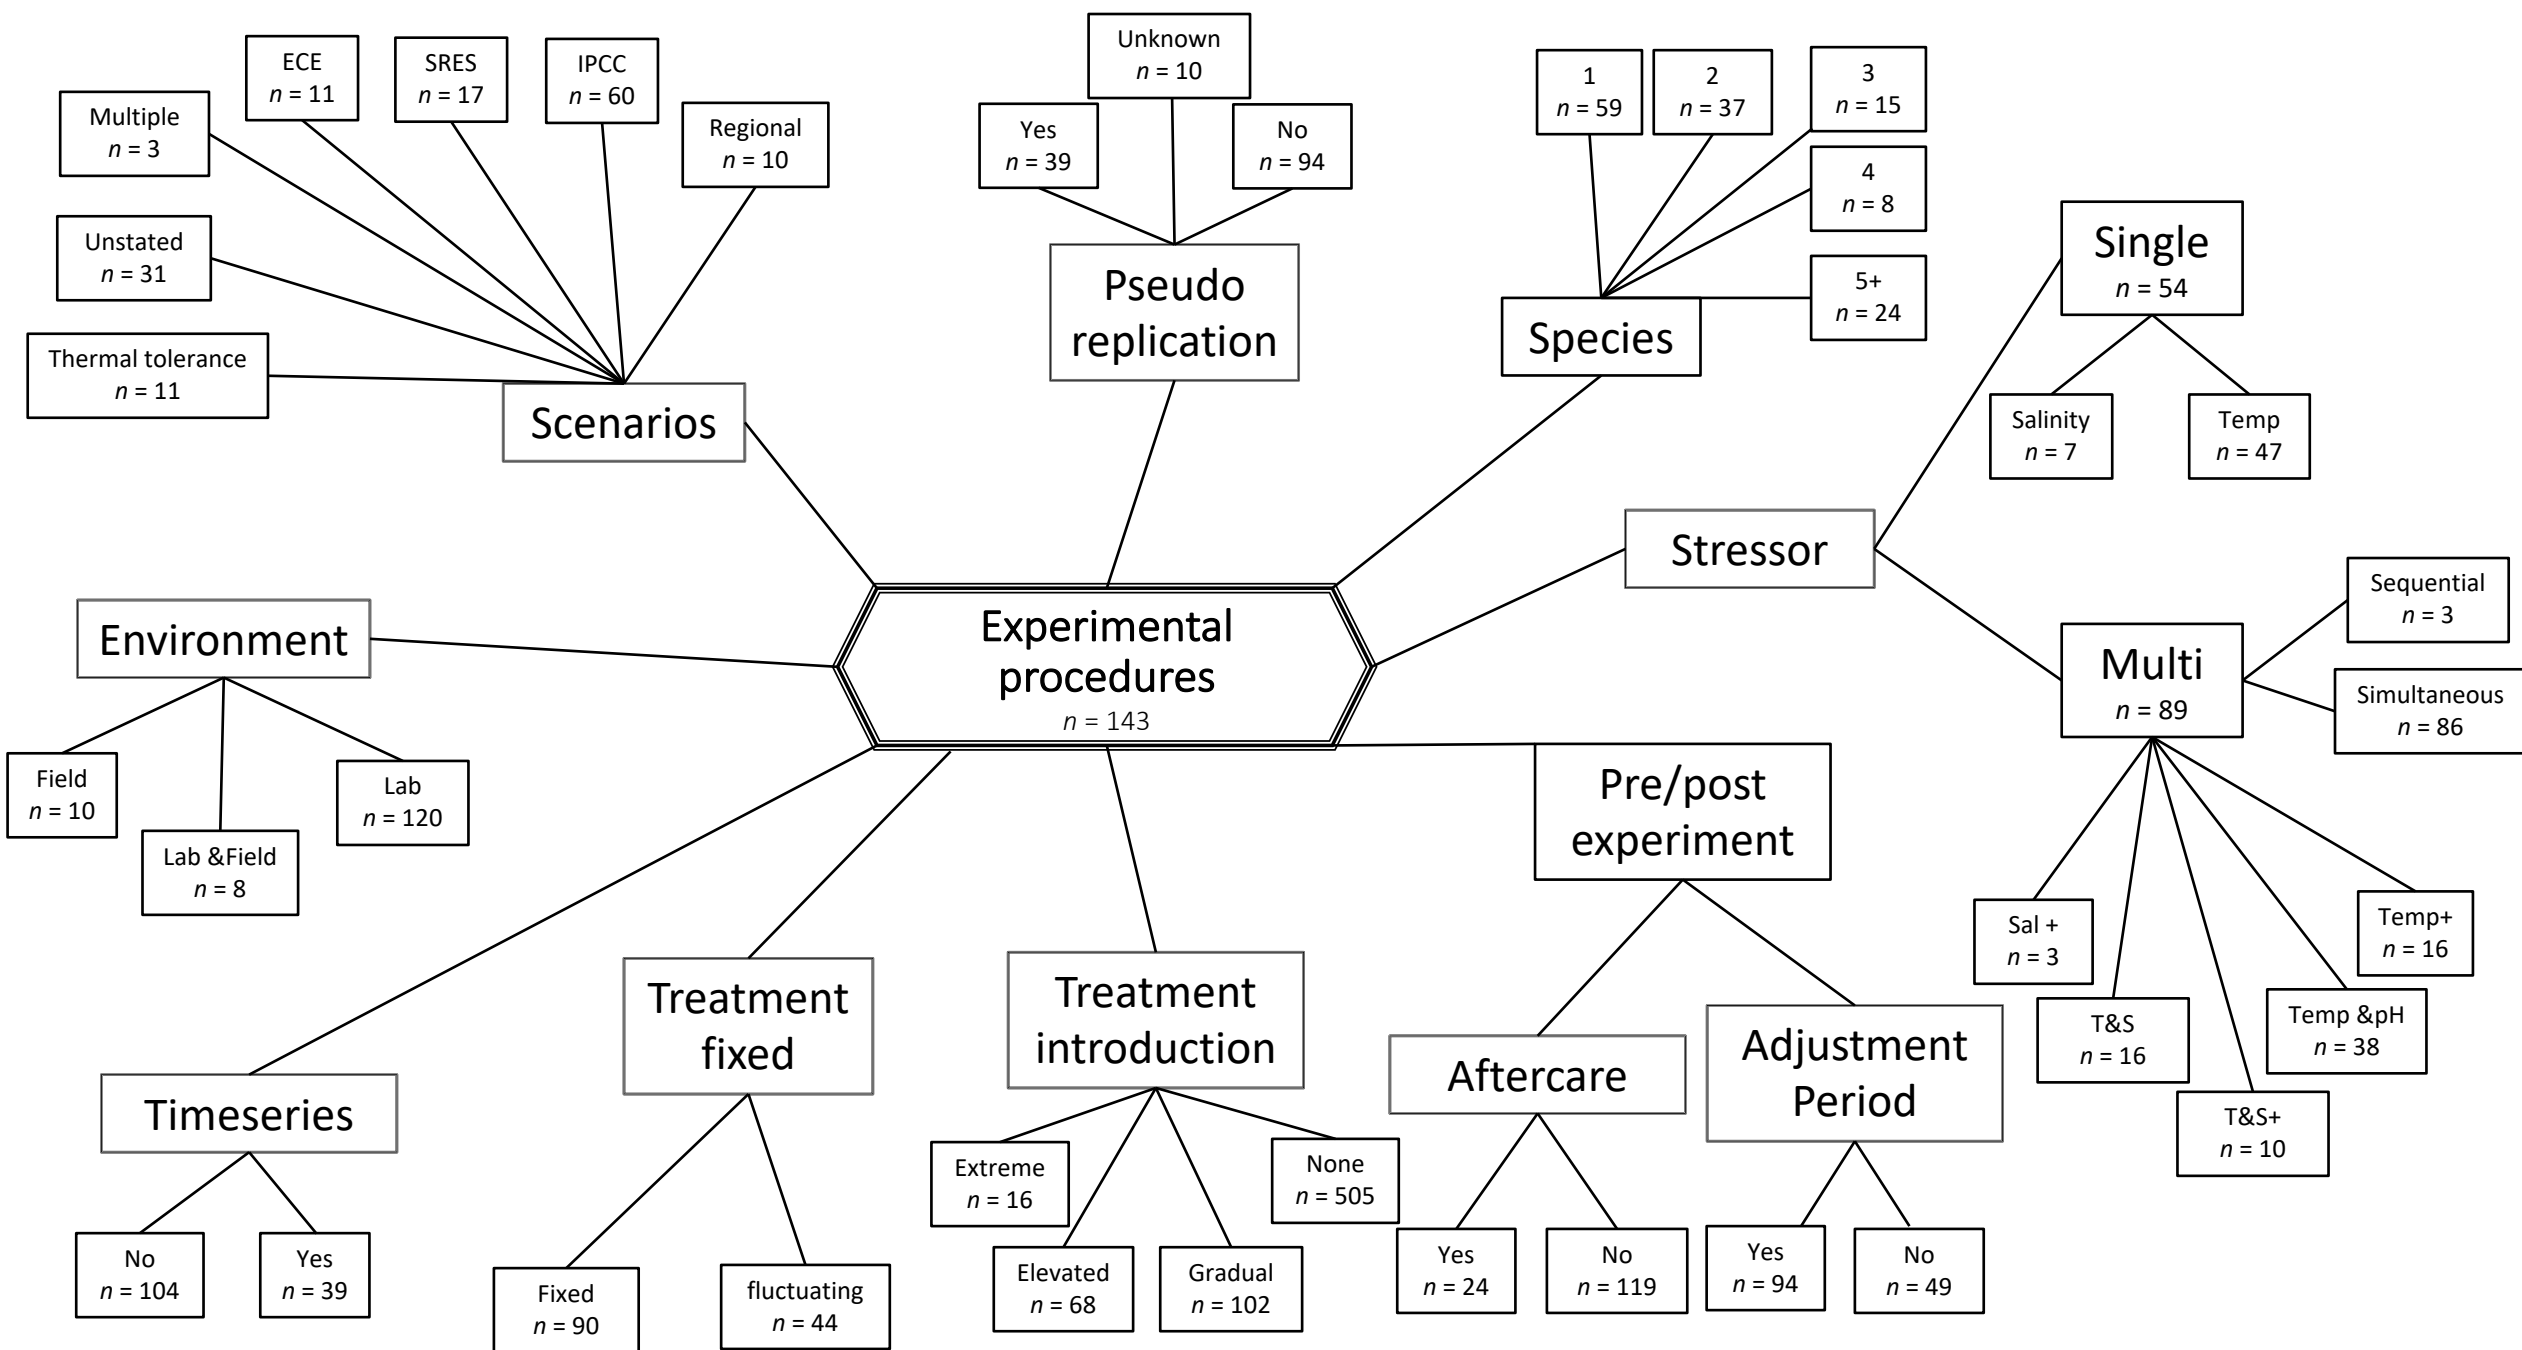 ECE
n = 11
SRES
n = 17
IPCC
n = 60
Multiple
n = 3
Regional
n = 10
Unstated
n = 31
Thermal tolerance
n = 11
Scenarios
Unknown
n = 10
Yes
n = 39
No
n = 94
Pseudo
replication
1
n = 59
2
n = 37
3
n = 15
4
n = 8
5+
n = 24
Species
Single
n = 54
Salinity
n = 7
Temp
n = 47
Stressor
Sequential
n = 3
Simultaneous
n = 86
Multi
n = 89
Sal +
n = 3
T&S
n = 16
T&S+
n = 10
Temp &pH
n = 38
Temp+
n = 16
Experimental
procedures
n = 143
Environment
Field
n = 10
Lab &Field
n = 8
Lab
n = 120
Pre/post
experiment
Aftercare
Yes
n = 24
No
n = 119
Adjustment
Period
Yes
n = 94
No
n = 49
Treatment
introduction
Extreme
n = 16
Elevated
n = 68
Gradual
n = 102
None
n = 505
Treatment
fixed
Fixed
n = 90
fluctuating
n = 44
Timeseries
No
n = 104
Yes
n = 39